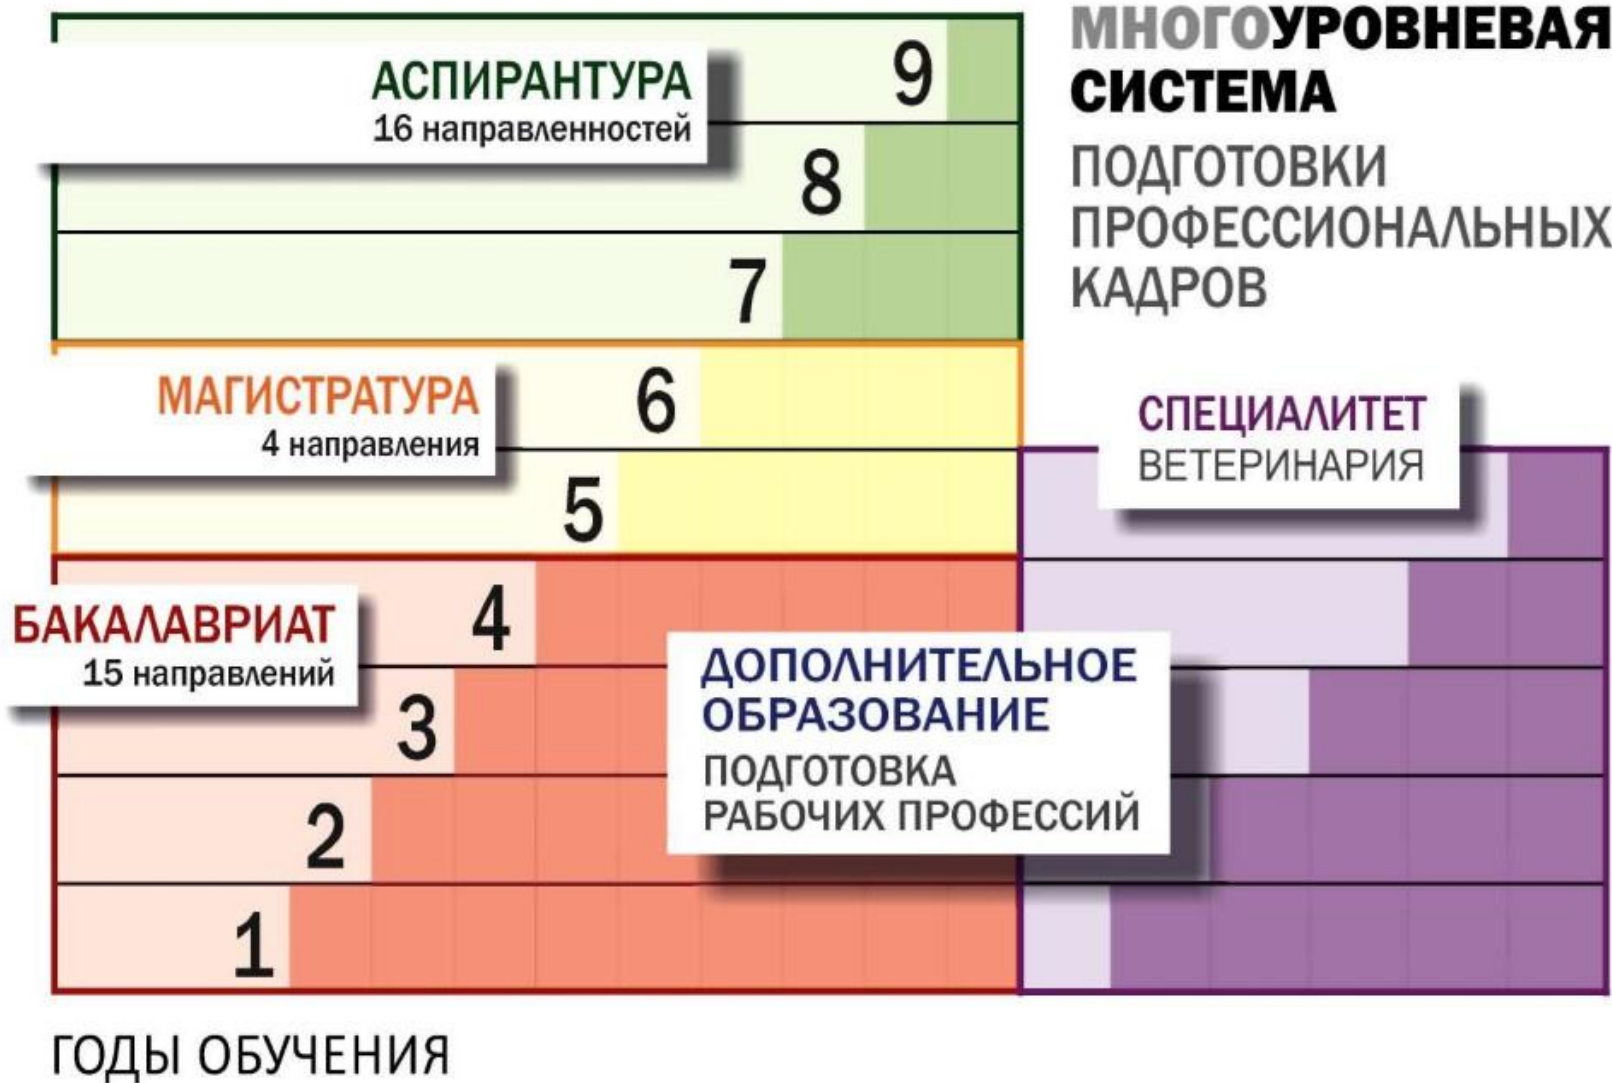 МНОГОУРОВНЕВАЯ
СИСТЕМА
ПОДГОТОВКИ
ПРОФЕССИОНАЛЬНЫХ
КАДРОВ
9
АСПИРАНТУРА
16 направленностей
8
7
МАГИСТРАТУРА
4 направления
6
5
СПЕЦИАЛИТЕТ
ВЕТЕРИНАРИЯ
БАКАЛАВРИАТ
15 направлений
4
3
2
1
ДОПОЛНИТЕЛЬНОЕ
ОБРАЗОВАНИЕ
ПОДГОТОВКА
РАБОЧИХ ПРОФЕССИЙ
ГОДЫ ОБУЧЕНИЯ